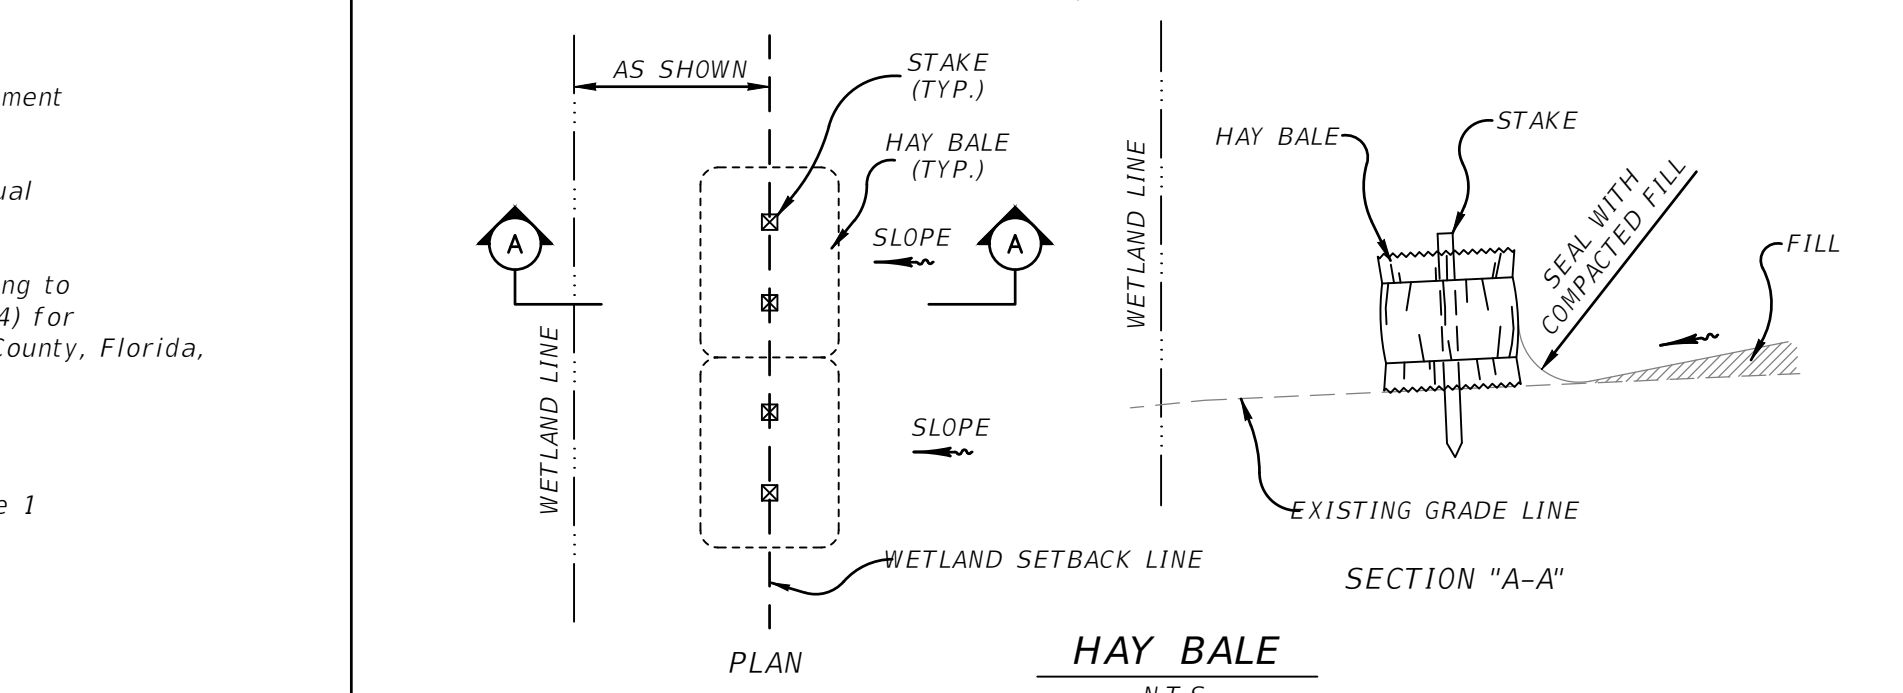 ment
ual
ng to
4) for
County, Florida,
e 1
AS SHOWN
STAKE
(TYP.)
HAY BALE
(TYP.)
SLOPE
A
A
SLOPE
WETLAND LINE
WETLAND SETBACK LINE
PLAN
WETLAND LINE
HAY BALE
STAKE
SEAL WITH
COMPACTED FILL
FILL
EXISTING GRADE LINE
SECTION "A-A"
HAY BALE
N.T.S.